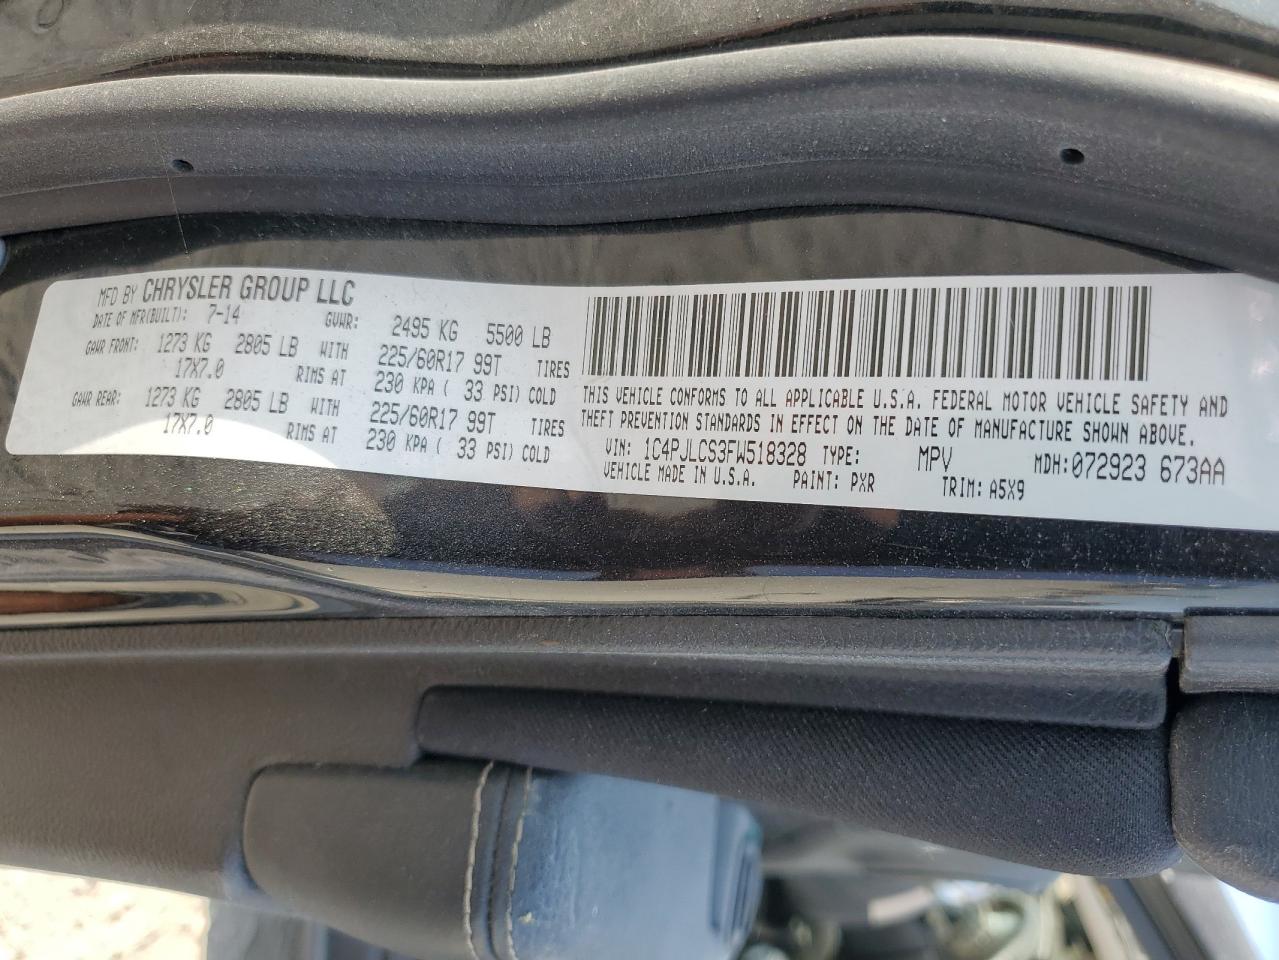 MFD BY CHRYSLER GROUP LLC
DATE OF MFR(BUILT): 7-14 GVWR: 2495 KG 5500 LB
GAWR FRONT: 1273 KG 2805 LB WITH 225/60R17 99T TIRES
17X7.0 RIMS AT 230 KPA ( 33 PSI) COLD
GAWR REAR: 1273 KG 2805 LB WITH 225/60R17 99T TIRES
17X7.0 RIMS AT 230 KPA ( 33 PSI) COLD
THIS VEHICLE CONFORMS TO ALL APPLICABLE U.S.A. FEDERAL MOTOR VEHICLE SAFETY AND
THEFT PREVENTION STANDARDS IN EFFECT ON THE DATE OF MANUFACTURE SHOWN ABOVE.
VIN: 1C4PJLCS3FW518328 TYPE: MPV MDH: 072923 673AA
VEHICLE MADE IN U.S.A. PAINT: PXR TRIM: A5X9